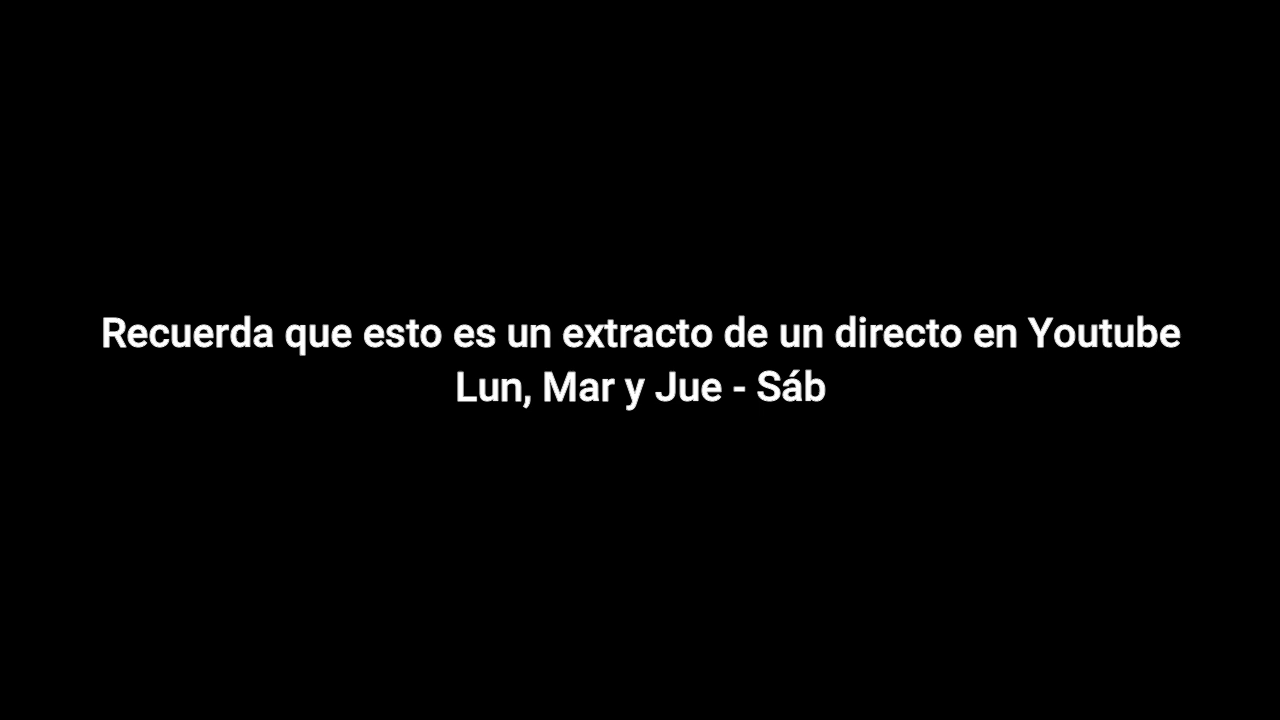 Recuerda que esto es un extracto de un directo en Youtube
Lun, Mar y Jue - Sáb